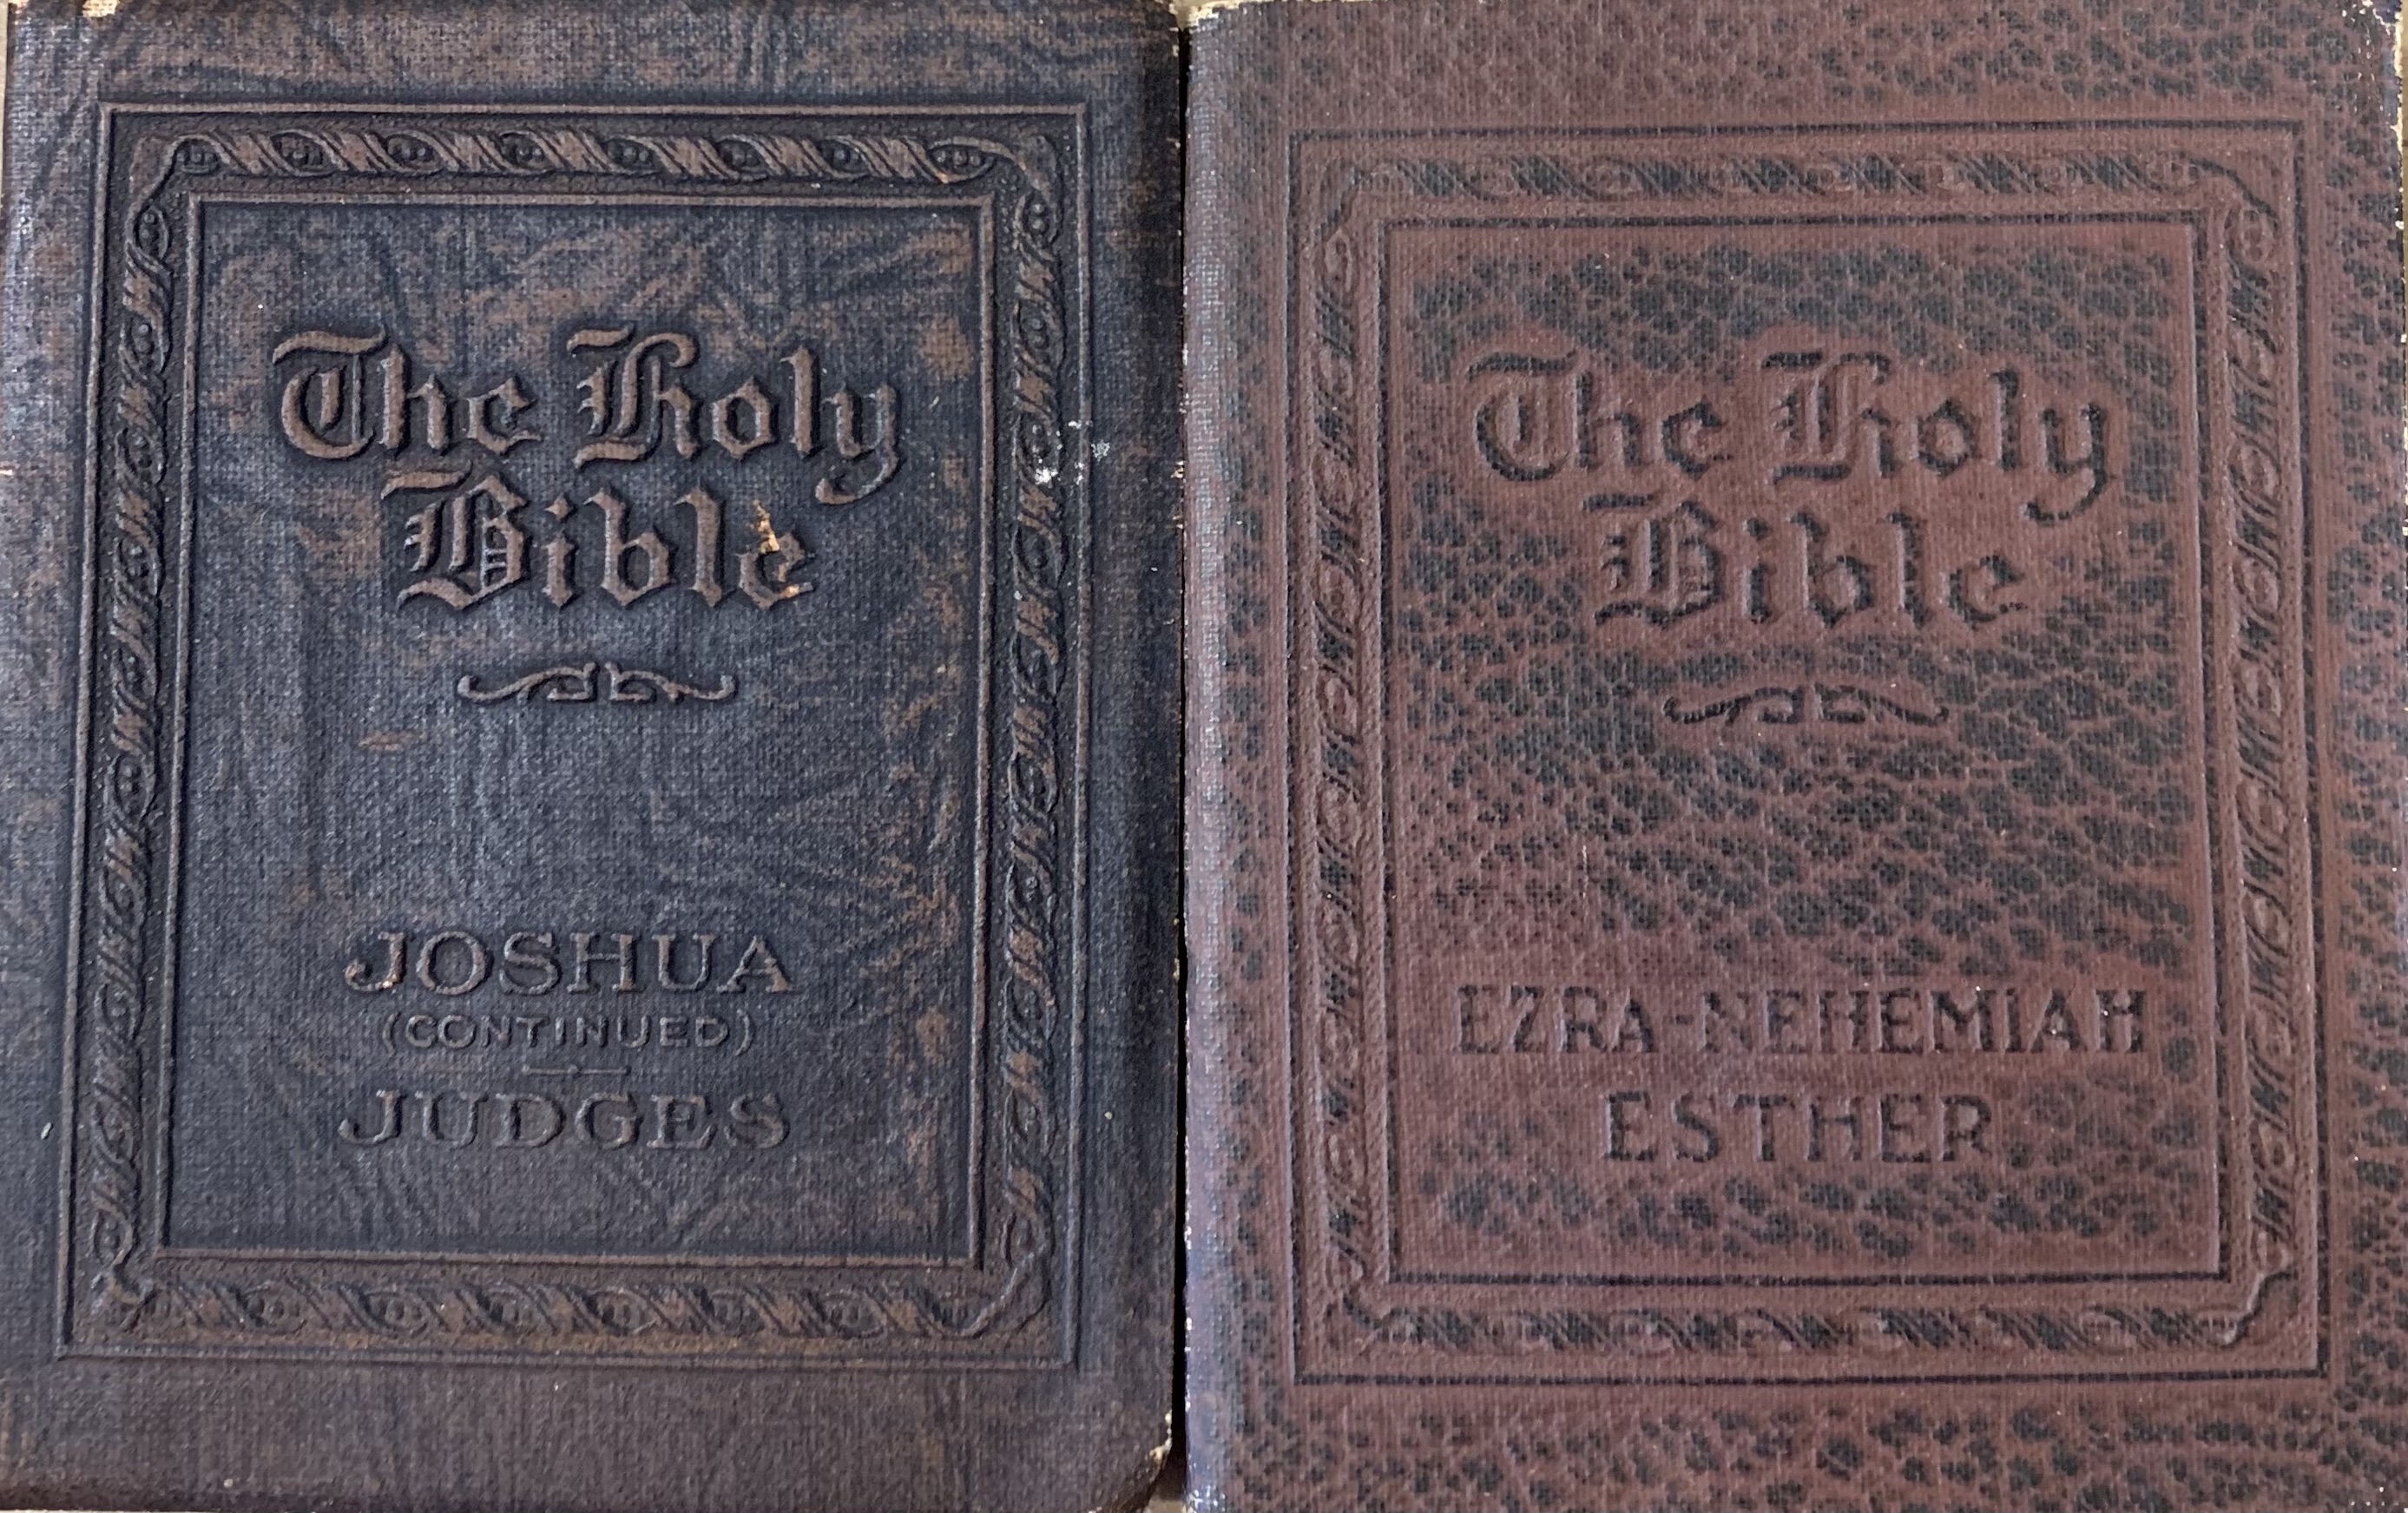 The Holy
Bible
JOSHUA
(CONTINUED)
JUDGES
The Holy
Bible
EZRA-NEHEMIAH
ESTHER